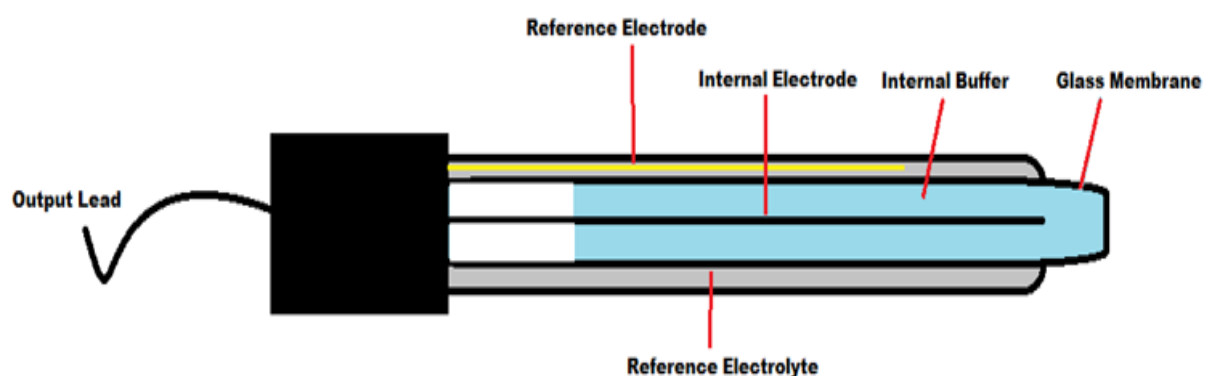 Reference Electrode
Internal Electrode
Internal Buffer
Glass Membrane
Output Lead
Reference Electrolyte